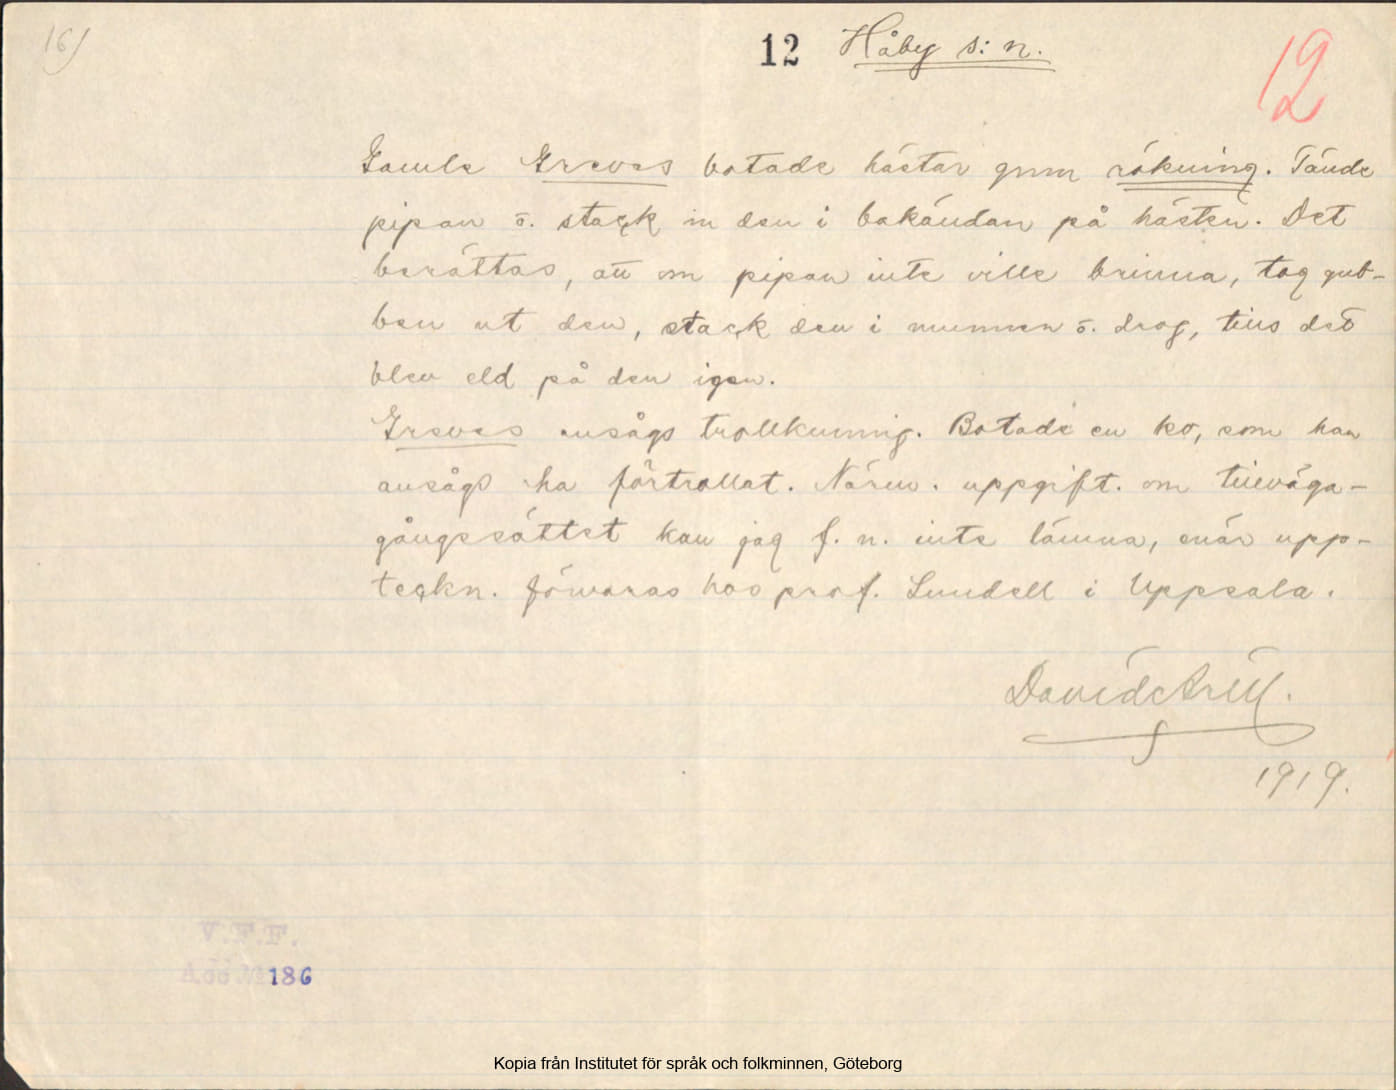 16)
12 Håby s:n.
12
Gamle Greves botade hästar gnm rökning. Tände
pipan o. stack in den i bakändan på hästen. Det
berättas, att om pipan inte ville brinna, tog gub-
ben ut den, stack den i munnen o. drog, tills det
blev eld på den igen.
Greves ansågs trollkunnig. Botade en ko, som han
ansågs ha förtrollat. Närm. uppgift. om tillväga-
gångssättet kan jag f. n. inte lämna, enär upp-
teckn. förvaras hos prof. Lundell i Uppsala.
David Arill.
1919.
V.F.F.
Acc. № 186
Kopia från Institutet för språk och folkminnen, Göteborg